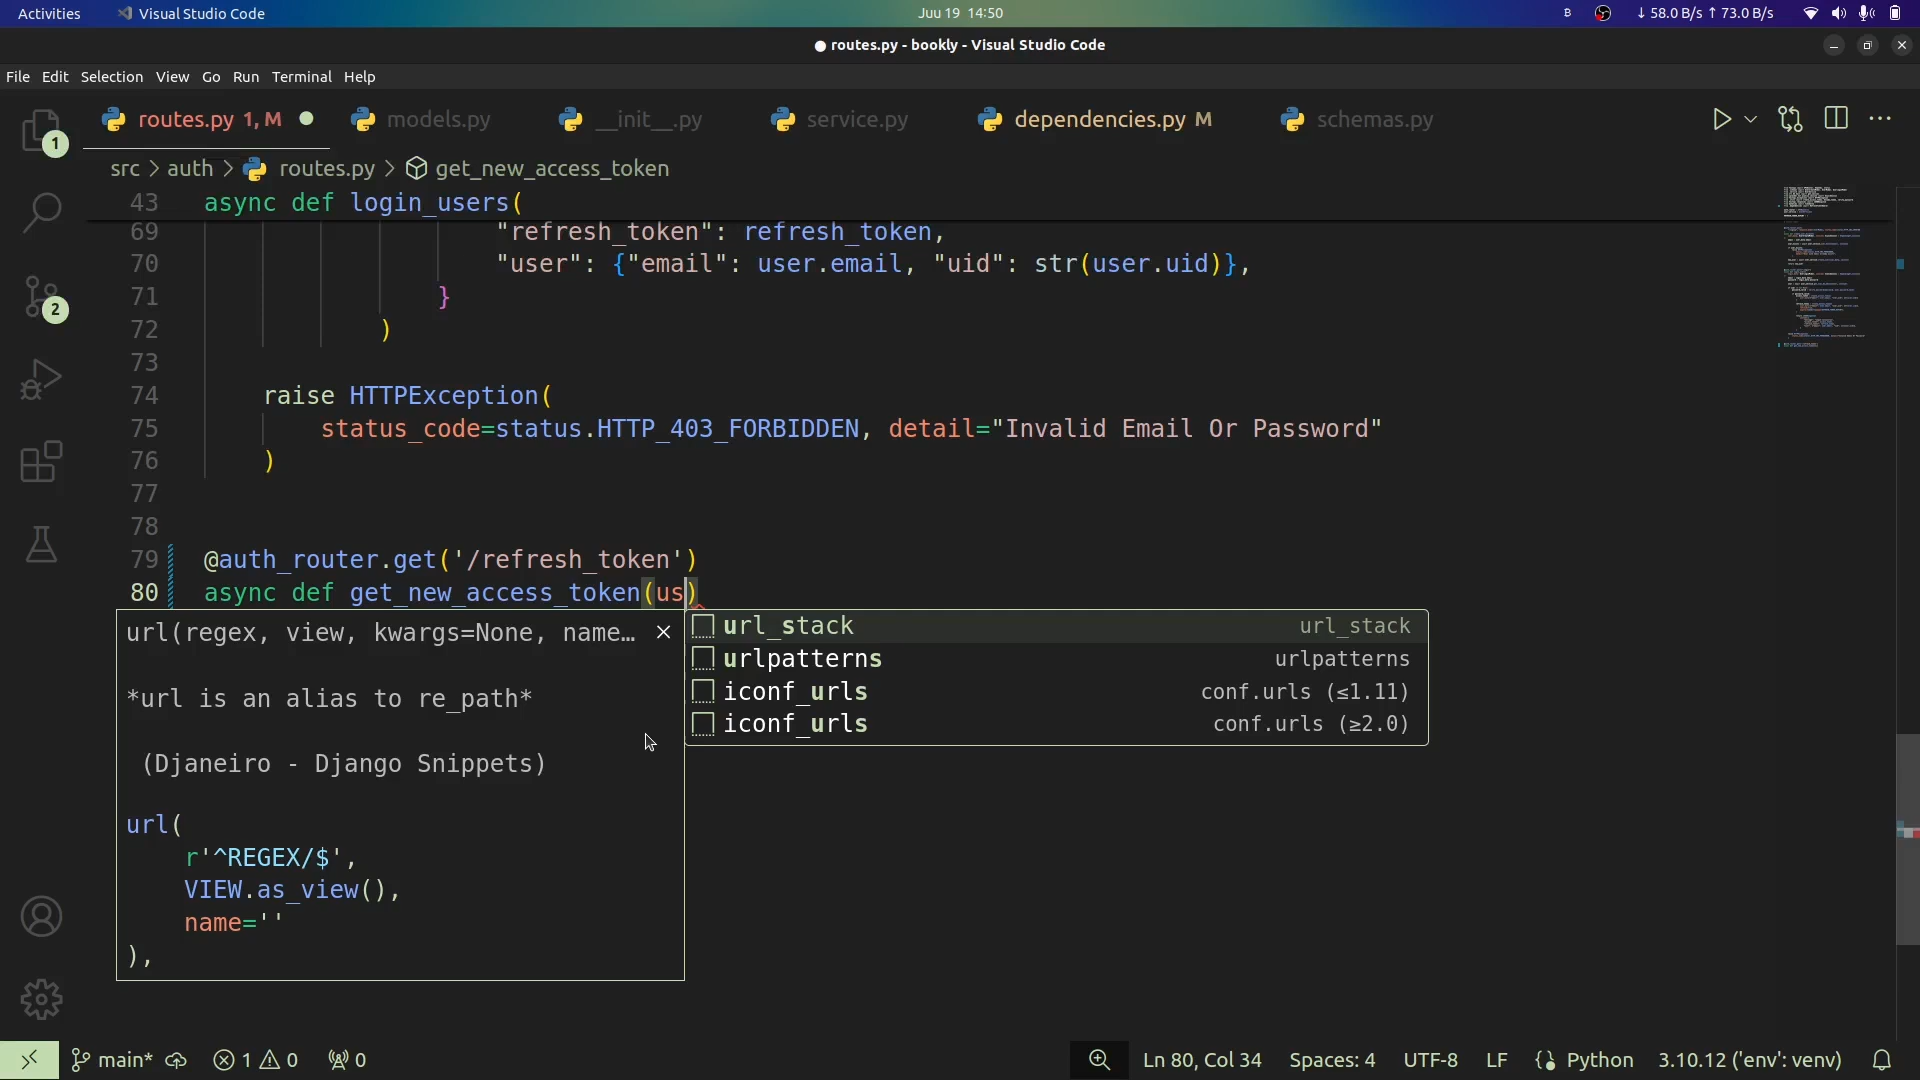 Activities
Visual Studio Code
Juu 19 14:50
↓ 58.0 B/s ↑ 73.0 B/s
● routes.py - bookly - Visual Studio Code
File Edit Selection View Go Run Terminal Help
routes.py 1, M
models.py
__init__.py
service.py
dependencies.py M
schemas.py
1
2
src > auth > routes.py > get_new_access_token
43 async def login_users(
69 "refresh_token": refresh_token,
70 "user": {"email": user.email, "uid": str(user.uid)},
71 }
72 )
73
74 raise HTTPException(
75 status_code=status.HTTP_403_FORBIDDEN, detail="Invalid Email Or Password"
76 )
77
78
79 @auth_router.get('/refresh_token')
80 async def get_new_access_token(us)
url(regex, view, kwargs=None, name…
*url is an alias to re_path*
(Djaneiro - Django Snippets)
url(
r'^REGEX/$',
VIEW.as_view(),
name=''
),
url_stack url_stack
urlpatterns urlpatterns
iconf_urls conf.urls (≤1.11)
iconf_urls conf.urls (≥2.0)
main*
1 0
0
Ln 80, Col 34
Spaces: 4
UTF-8
LF
Python
3.10.12 ('env': venv)